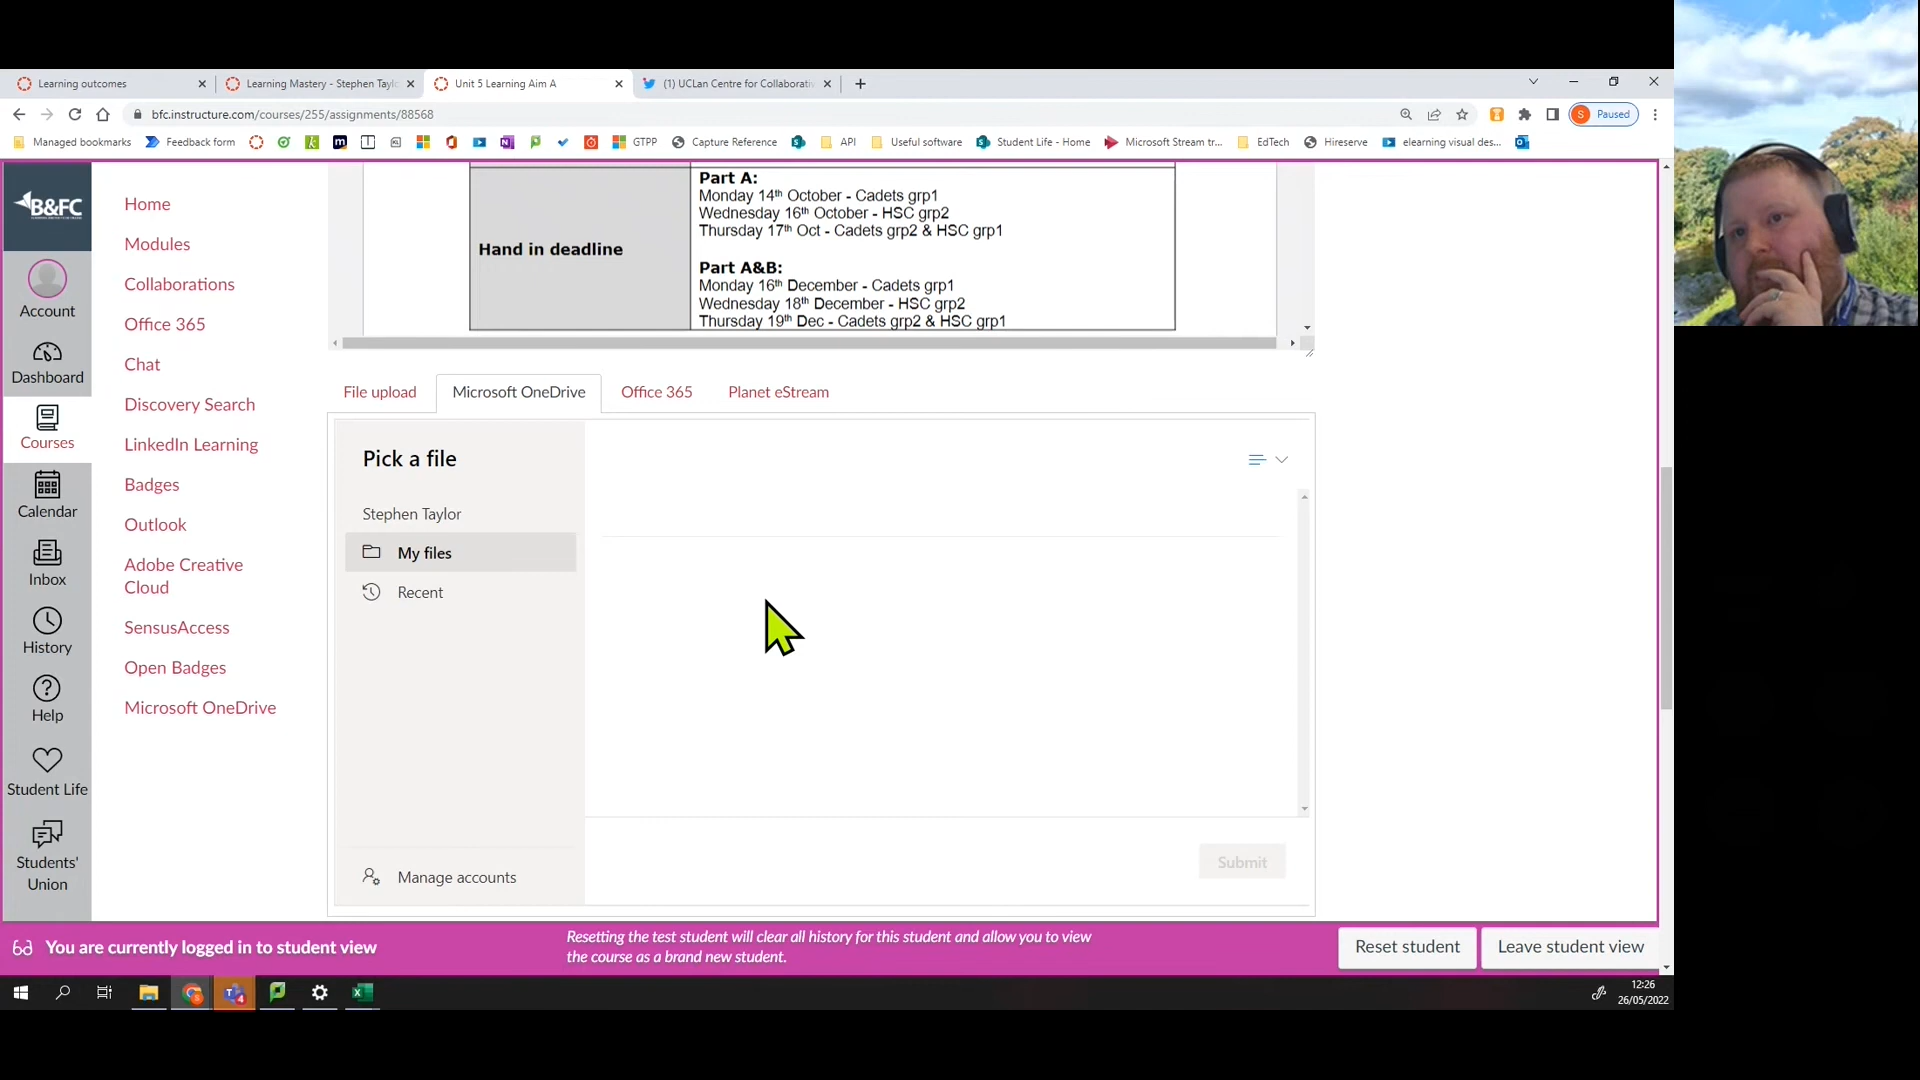 Learning outcomes
Learning Mastery - Stephen Taylo
Unit 5 Learning Aim A
(1) UCLan Centre for Collaborativ
bfc.instructure.com/courses/255/assignments/88568
S
Paused
Managed bookmarks
Feedback form
GTPP
Capture Reference
API
Useful software
Student Life - Home
Microsoft Stream tr...
EdTech
Hireserve
elearning visual des...
B&FC
Account
Dashboard
Courses
Calendar
Inbox
History
Help
Student Life
Students'
Union
Home
Modules
Collaborations
Office 365
Chat
Discovery Search
LinkedIn Learning
Badges
Outlook
Adobe Creative
Cloud
SensusAccess
Open Badges
Microsoft OneDrive
Hand in deadline
Part A:
Monday 14th October - Cadets grp1
Wednesday 16th October - HSC grp2
Thursday 17th Oct - Cadets grp2 & HSC grp1
Part A&B:
Monday 16th December - Cadets grp1
Wednesday 18th December - HSC grp2
Thursday 19th Dec - Cadets grp2 & HSC grp1
File upload
Microsoft OneDrive
Office 365
Planet eStream
Pick a file
Stephen Taylor
My files
Recent
Manage accounts
Submit
You are currently logged in to student view
Resetting the test student will clear all history for this student and allow you to view
the course as a brand new student.
Reset student
Leave student view
12:26
26/05/2022